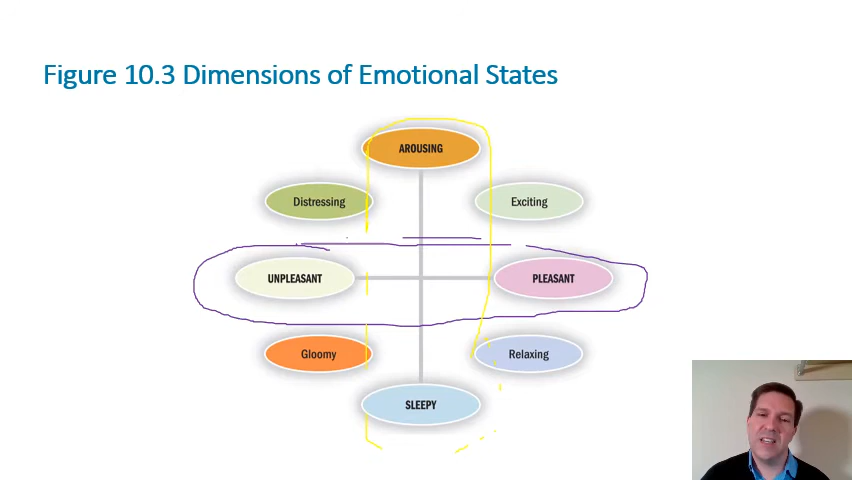 Figure 10.3 Dimensions of Emotional States
AROUSING
Distressing
Exciting
UNPLEASANT
PLEASANT
Gloomy
Relaxing
SLEEPY